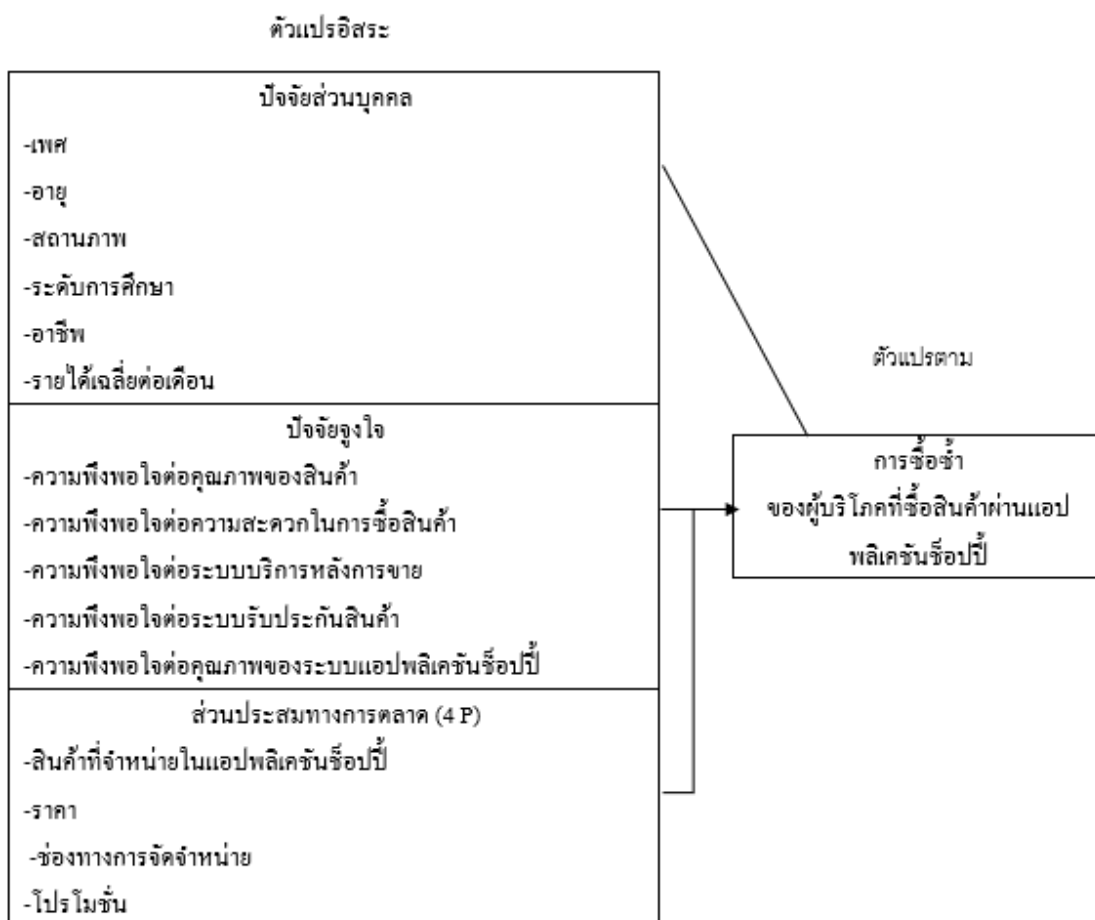 ตัวแปรอิสระ
ปัจจัยส่วนบุคคล
-เพศ
-อายุ
-สถานภาพ
-ระดับการศึกษา
-อาชีพ
-รายได้เฉลี่ยต่อเดือน
ปัจจัยจูงใจ
-ความพึงพอใจต่อคุณภาพของสินค้า
-ความพึงพอใจต่อความสะดวกในการซื้อสินค้า
-ความพึงพอใจต่อระบบบริการหลังการขาย
-ความพึงพอใจต่อระบบรับประกันสินค้า
-ความพึงพอใจต่อคุณภาพของระบบแอปพลิเคชันช็อปปี้
ส่วนประสมทางการตลาด (4 P)
-สินค้าที่จำหน่ายในแอปพลิเคชันช็อปปี้
-ราคา
-ช่องทางการจัดจำหน่าย
-โปรโมชั่น
ตัวแปรตาม
การซื้อซ้ำ
ของผู้บริโภคที่ซื้อสินค้าผ่านแอป
พลิเคชันช็อปปี้